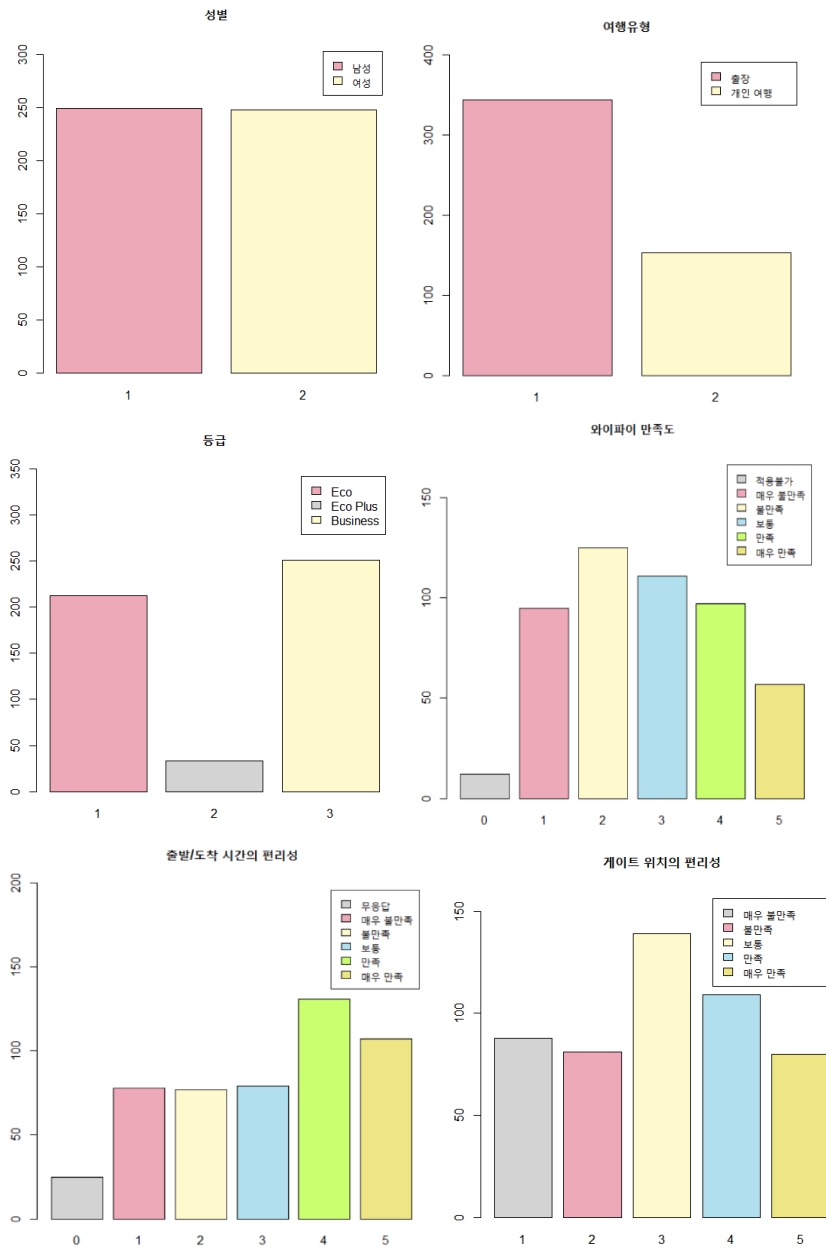 성별
300
250
200
150
100
50
0
남성
여성
1 2
여행유형
400
300
200
100
0
출장
개인 여행
1 2
등급
350
300
250
200
150
100
50
0
Eco
Eco Plus
Business
1 2 3
와이파이 만족도
150
100
50
0
적용불가
매우 불만족
불만족
보통
만족
매우 만족
0 1 2 3 4 5
출발/도착 시간의 편리성
200
150
100
50
0
무응답
매우 불만족
불만족
보통
만족
매우 만족
0 1 2 3 4 5
게이트 위치의 편리성
150
100
50
0
매우 불만족
불만족
보통
만족
매우 만족
1 2 3 4 5